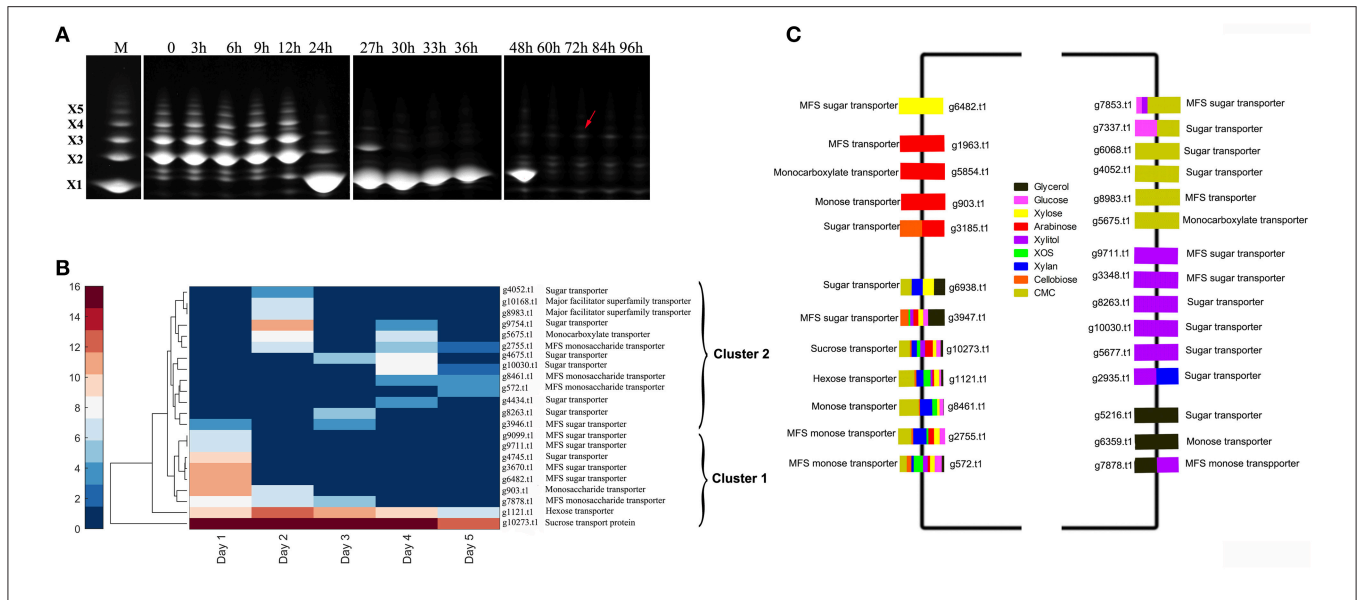 A
M 0 3h 6h 9h 12h 24h 27h 30h 33h 36h 48h 60h 72h 84h 96h
X5
X4
X3
X2
X1
B
16
14
12
10
8
6
4
2
0
g4052.t1 Sugar transporter
g10168.t1 Major facilitator superfamily transporter
g8983.t1 Major facilitator superfamily transporter
g9754.t1 Sugar transporter
g5675.t1 Monocarboxylate transporter
g2755.t1 MFS monosaccharide transporter
g4675.t1 Sugar transporter
g10030.t1 Sugar transporter
g8461.t1 MFS monosaccharide transporter
g572.t1 MFS monosaccharide transporter
g4434.t1 Sugar transporter
g8263.t1 Sugar transporter
g3946.t1 MFS sugar transporter
g9099.t1 MFS sugar transporter
g9711.t1 MFS sugar transporter
g4745.t1 Sugar transporter
g3670.t1 MFS sugar transporter
g6482.t1 MFS sugar transporter
g903.t1 Monosaccharide transporter
g7878.t1 MFS monosaccharide transporter
g1121.t1 Hexose transporter
g10273.t1 Sucrose transport protein
Cluster 2
Cluster 1
Day 1 Day 2 Day 3 Day 4 Day 5
C
MFS sugar transporter g6482.t1
MFS transporter g1963.t1
Monocarboxylate transporter g5854.t1
Monose transporter g903.t1
Sugar transporter g3185.t1
Sugar transporter g6938.t1
MFS sugar transporter g3947.t1
Sucrose transporter g10273.t1
Hexose transporter g1121.t1
Monose transporter g8461.t1
MFS monose transporter g2755.t1
MFS monose transporter g572.t1
Glycerol
Glucose
Xylose
Arabinose
Xylitol
XOS
Xylan
Cellobiose
CMC
g7853.t1 MFS sugar transporter
g7337.t1 Sugar transporter
g6068.t1 Sugar transporter
g4052.t1 Sugar transporter
g8983.t1 MFS transporter
g5675.t1 Monocarboxylate transporter
g9711.t1 MFS sugar transporter
g3348.t1 MFS sugar transporter
g8263.t1 Sugar transporter
g10030.t1 Sugar transporter
g5677.t1 Sugar transporter
g2935.t1 Sugar transporter
g5216.t1 Sugar transporter
g6359.t1 Monose transporter
g7878.t1 MFS monose transpporter